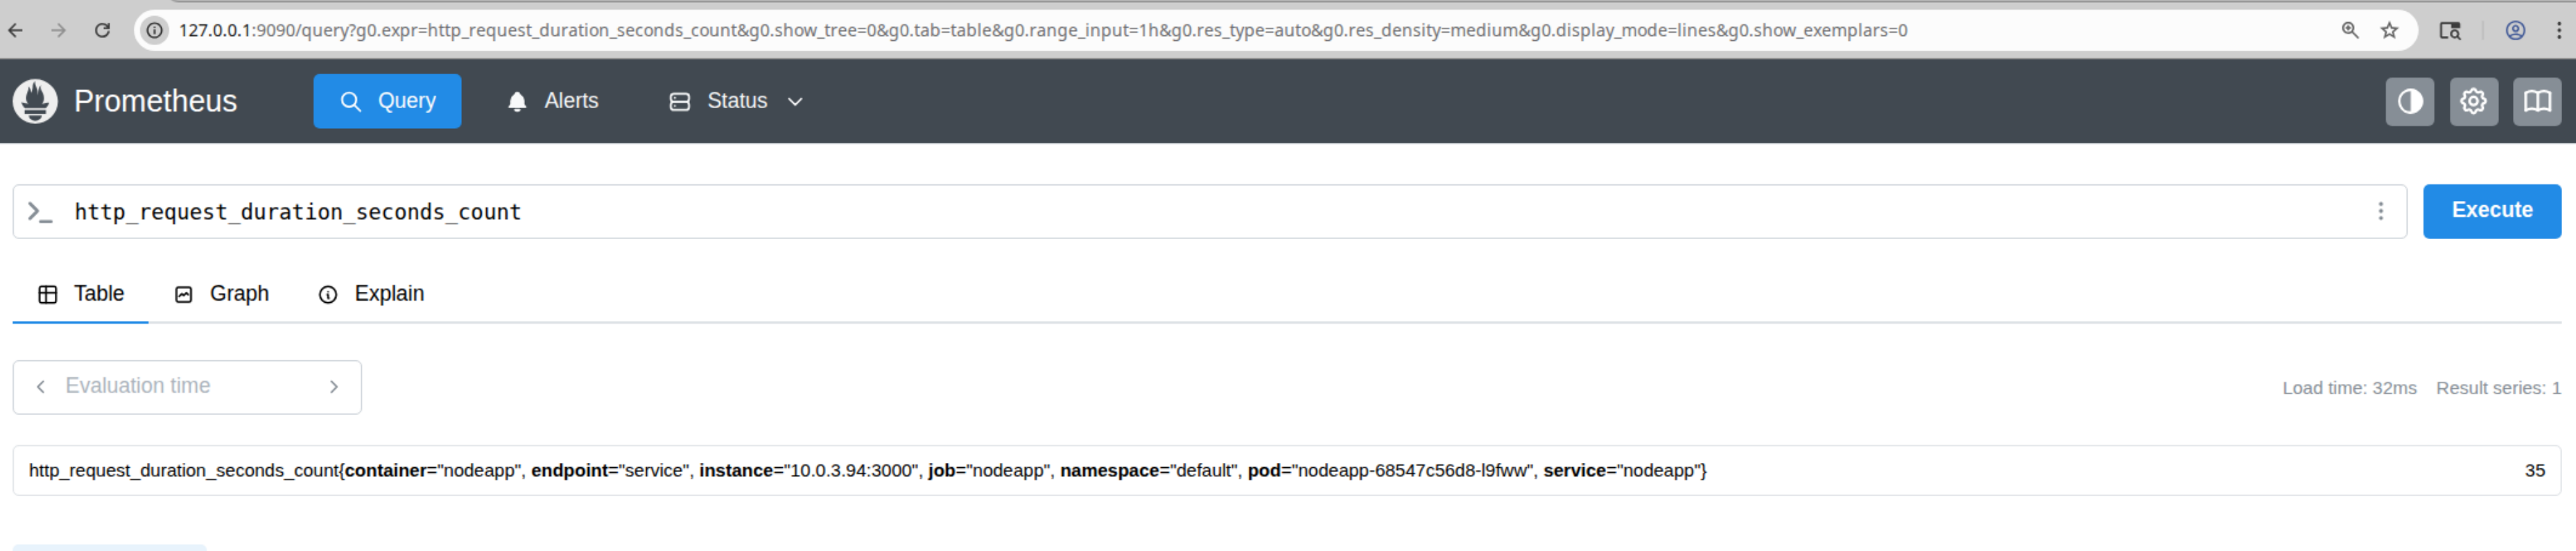 127.0.0.1:9090/query?g0.expr=http_request_duration_seconds_count&g0.show_tree=0&g0.tab=table&g0.range_input=1h&g0.res_type=auto&g0.res_density=medium&g0.display_mode=lines&g0.show_exemplars=0
Prometheus Query Alerts Status
>_ http_request_duration_seconds_count Execute
Table Graph Explain
Evaluation time Load time: 32ms Result series: 1
http_request_duration_seconds_count{container="nodeapp", endpoint="service", instance="10.0.3.94:3000", job="nodeapp", namespace="default", pod="nodeapp-68547c56d8-l9fww", service="nodeapp"} 35